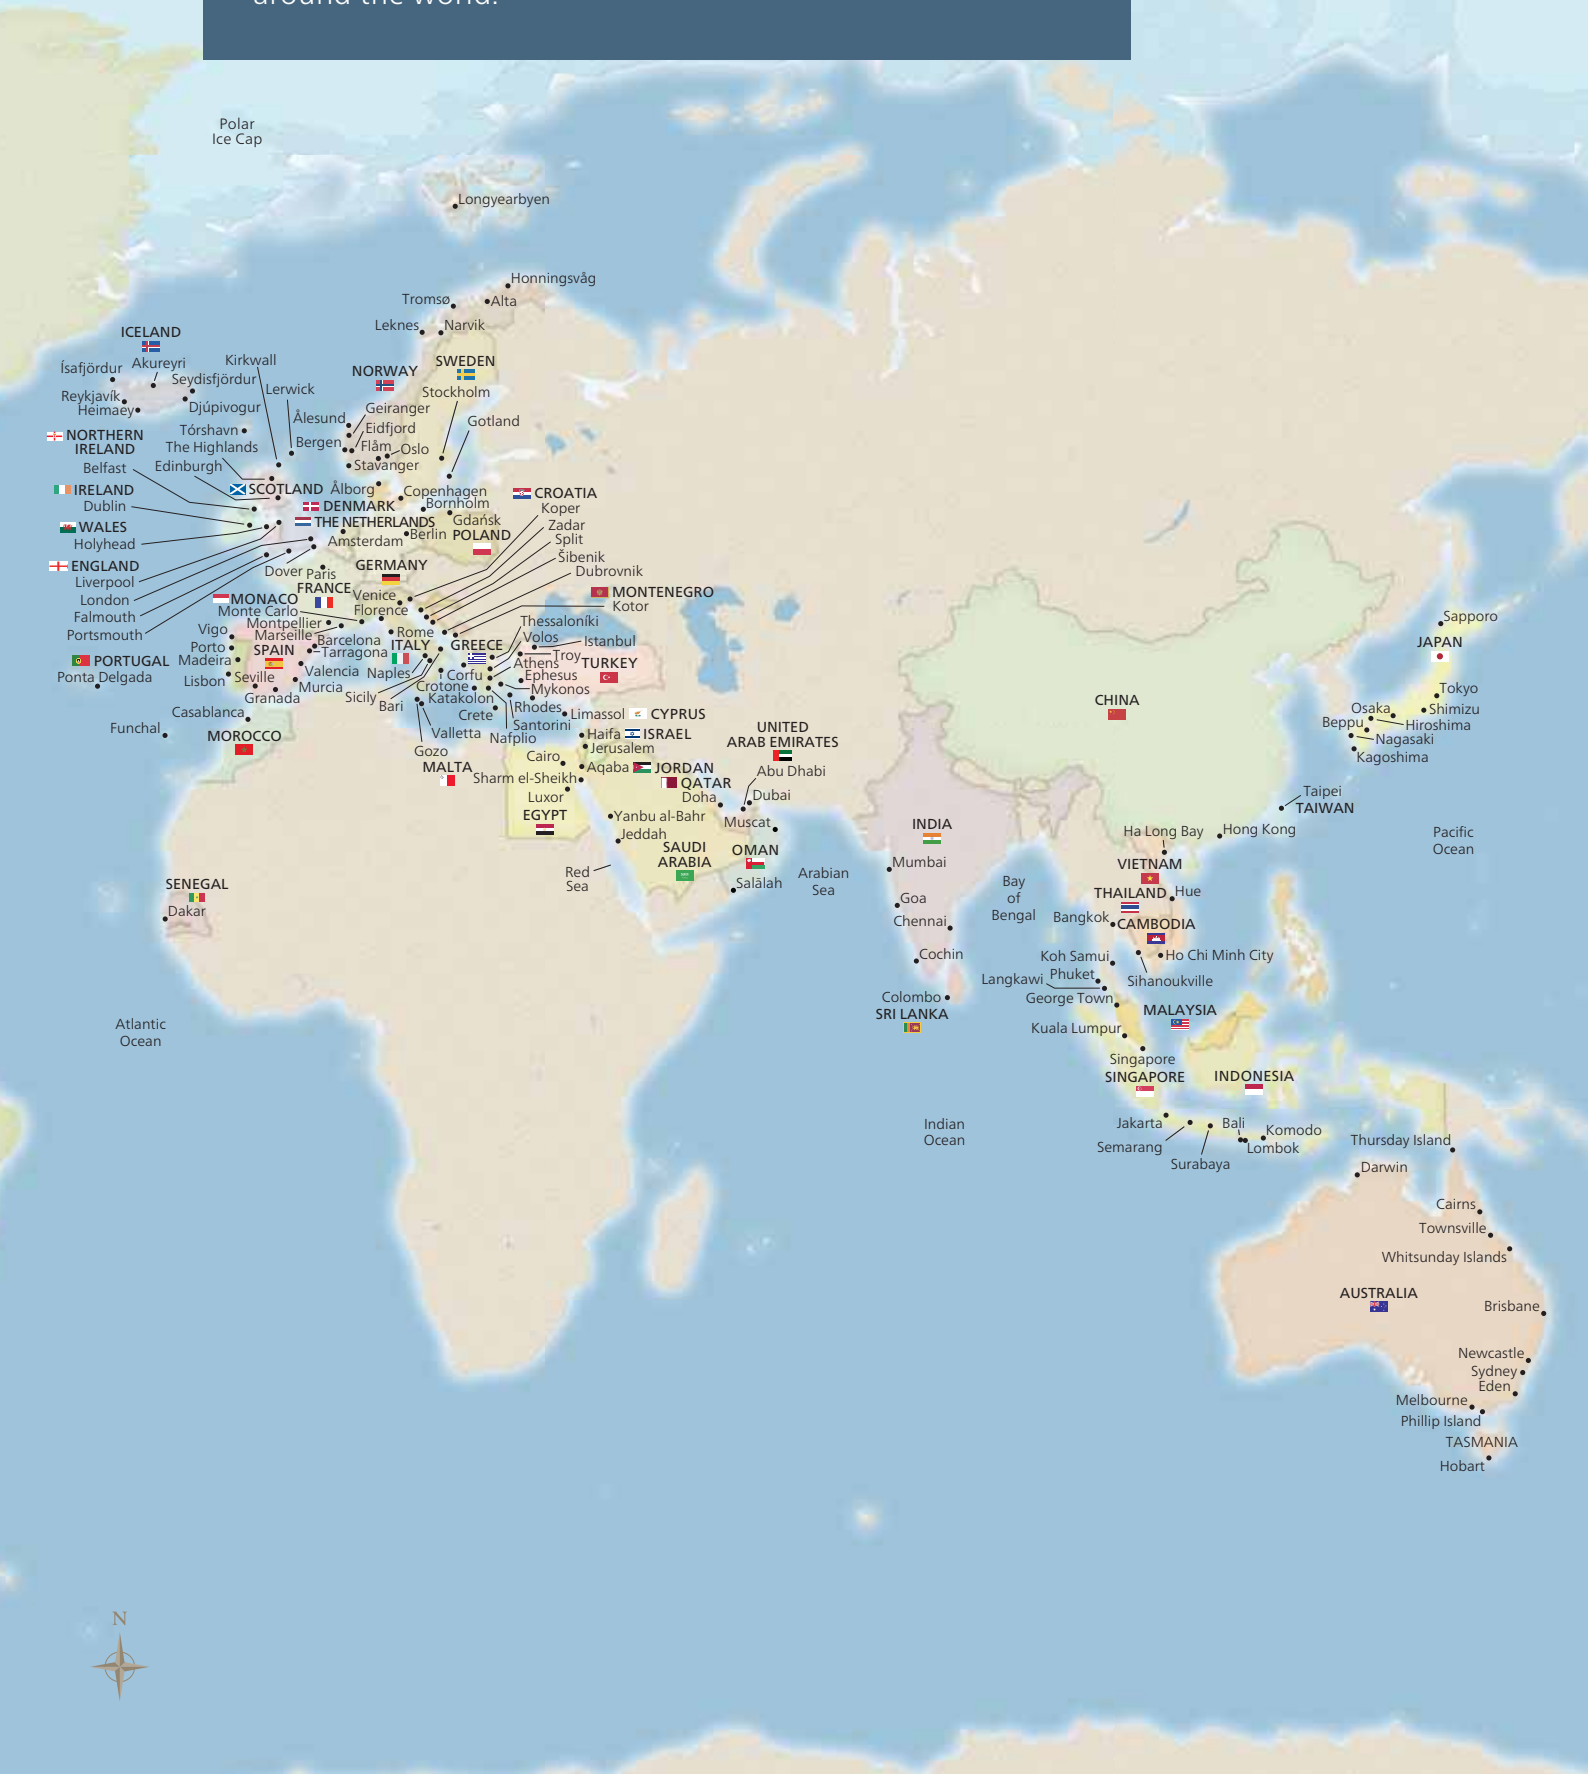 around the world.
Polar
Ice Cap
Longyearbyen
Honningsvåg
Tromsø
Alta
Leknes
Narvik
ICELAND
Ísafjördur
Akureyri
Seydisfjördur
Reykjavík
Heimaey
Djúpivogur
Kirkwall
Lerwick
NORWAY
SWEDEN
Stockholm
Gotland
Geiranger
Ålesund
Eidfjord
Bergen
Flåm
Oslo
Stavanger
Tórshavn
The Highlands
Edinburgh
NORTHERN
IRELAND
Belfast
IRELAND
Dublin
WALES
Holyhead
ENGLAND
Liverpool
London
Falmouth
Portsmouth
SCOTLAND
Ålborg
DENMARK
Copenhagen
Bornholm
THE NETHERLANDS
Amsterdam
Berlin
Gdańsk
POLAND
CROATIA
Koper
Zadar
Split
Šibenik
Dubrovnik
MONTENEGRO
Kotor
Dover
Paris
GERMANY
FRANCE
MONACO
Monte Carlo
Montpellier
Marseille
Venice
Florence
Rome
Barcelona
Tarragona
Vigo
Porto
SPAIN
Madeira
PORTUGAL
Ponta Delgada
Lisbon
Seville
Valencia
Murcia
Granada
ITALY
Naples
Sicily
Bari
GREECE
Thessaloníki
Volos
Istanbul
Troy
Athens
TURKEY
Corfu
Ephesus
Crotone
Mykonos
Katakolon
Rhodes
Crete
Santorini
Nafplio
Valletta
Gozo
MALTA
Limassol
CYPRUS
Haifa
ISRAEL
Jerusalem
Casablanca
Funchal
MOROCCO
Cairo
Aqaba
JORDAN
Sharm el-Sheikh
QATAR
Doha
Luxor
EGYPT
UNITED
ARAB EMIRATES
Abu Dhabi
Dubai
Yanbu al-Bahr
Jeddah
Muscat
SAUDI
ARABIA
OMAN
Salālah
Red
Sea
Arabian
Sea
SENEGAL
Dakar
Atlantic
Ocean
CHINA
INDIA
Mumbai
Goa
Chennai
Cochin
Colombo
SRI LANKA
Bay
of
Bengal
Indian
Ocean
Sapporo
JAPAN
Tokyo
Osaka
Shimizu
Beppu
Hiroshima
Nagasaki
Kagoshima
Taipei
TAIWAN
Ha Long Bay
Hong Kong
VIETNAM
THAILAND
Hue
Bangkok
CAMBODIA
Koh Samui
Ho Chi Minh City
Phuket
Langkawi
Sihanoukville
George Town
MALAYSIA
Kuala Lumpur
Singapore
SINGAPORE
INDONESIA
Jakarta
Semarang
Surabaya
Bali
Komodo
Lombok
Pacific
Ocean
Thursday Island
Darwin
Cairns
Townsville
Whitsunday Islands
AUSTRALIA
Brisbane
Newcastle
Sydney
Eden
Melbourne
Phillip Island
TASMANIA
Hobart
N